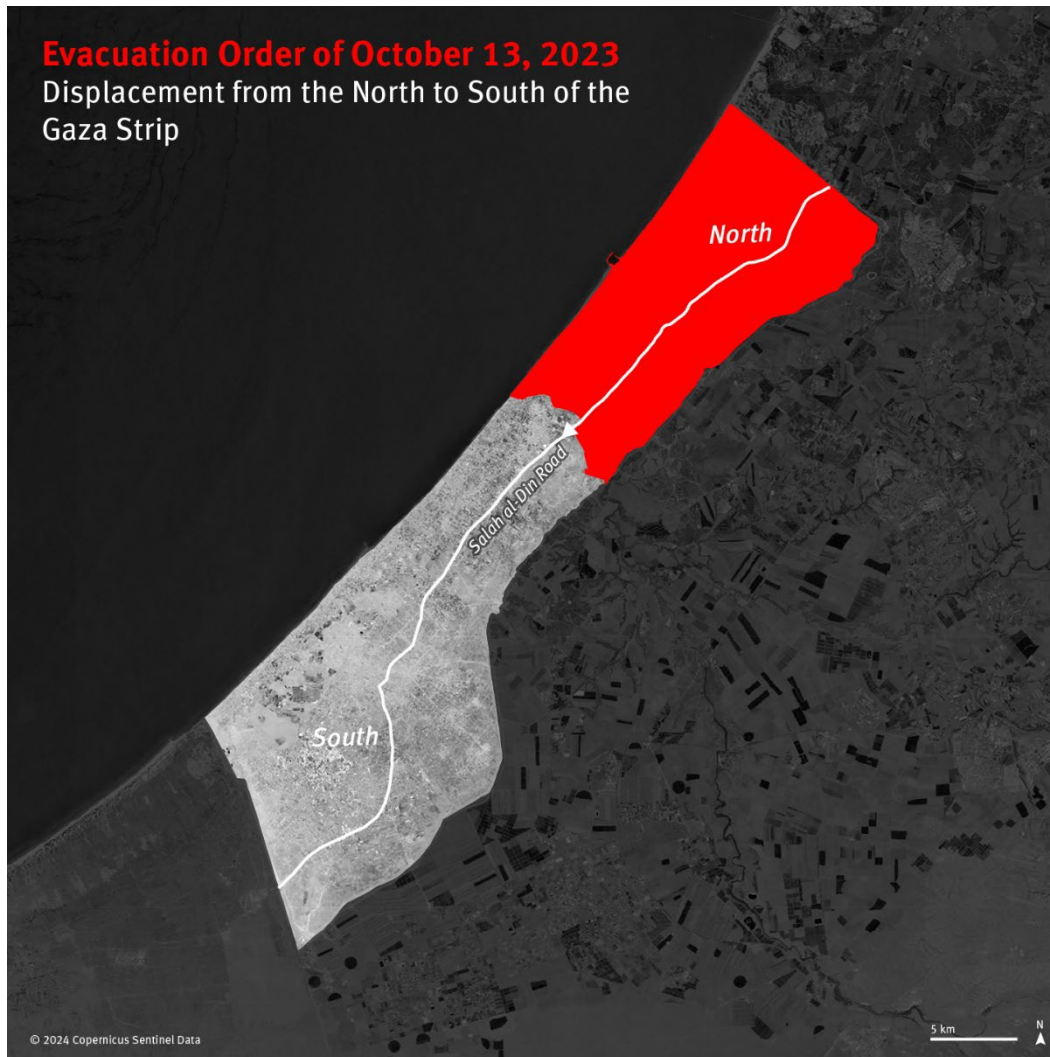 Evacuation Order of October 13, 2023
Displacement from the North to South of the
Gaza Strip
North
Salah al-Din Road
South
© 2024 Copernicus Sentinel Data
5 km
N